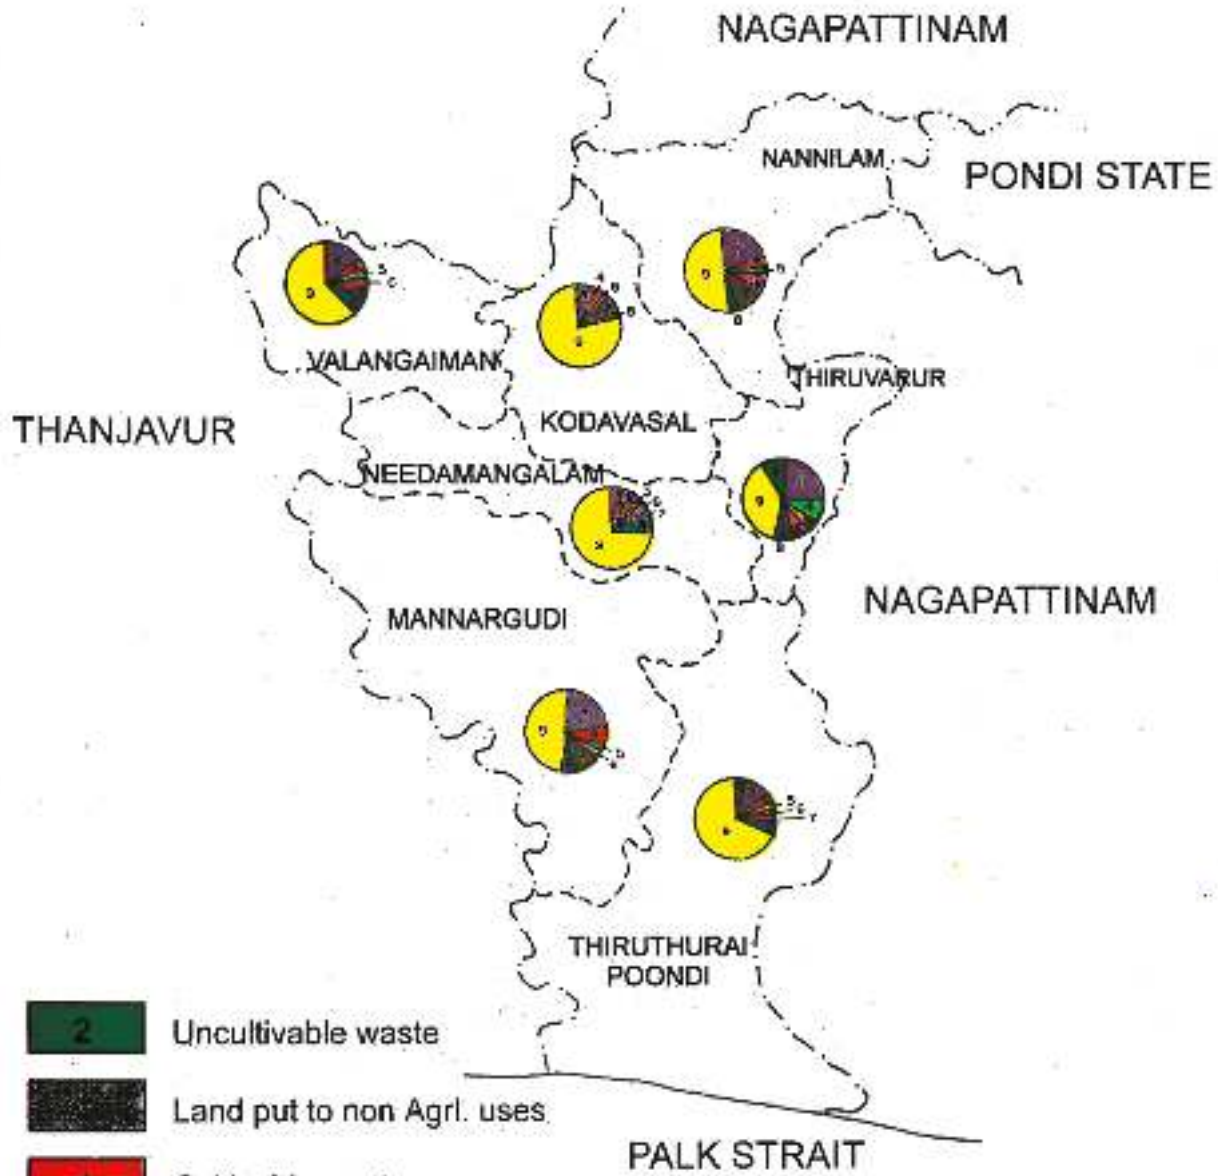 NAGAPATTINAM
NANNILAM
PONDI STATE
VALANGAIMAN
THIRUVARUR
KODAVASAL
THANJAVUR
NEEDAMANGALAM
NAGAPATTINAM
MANNARGUDI
THIRUTHURAI
POONDI
2 Uncultivable waste
Land put to non Agrl. uses
PALK STRAIT